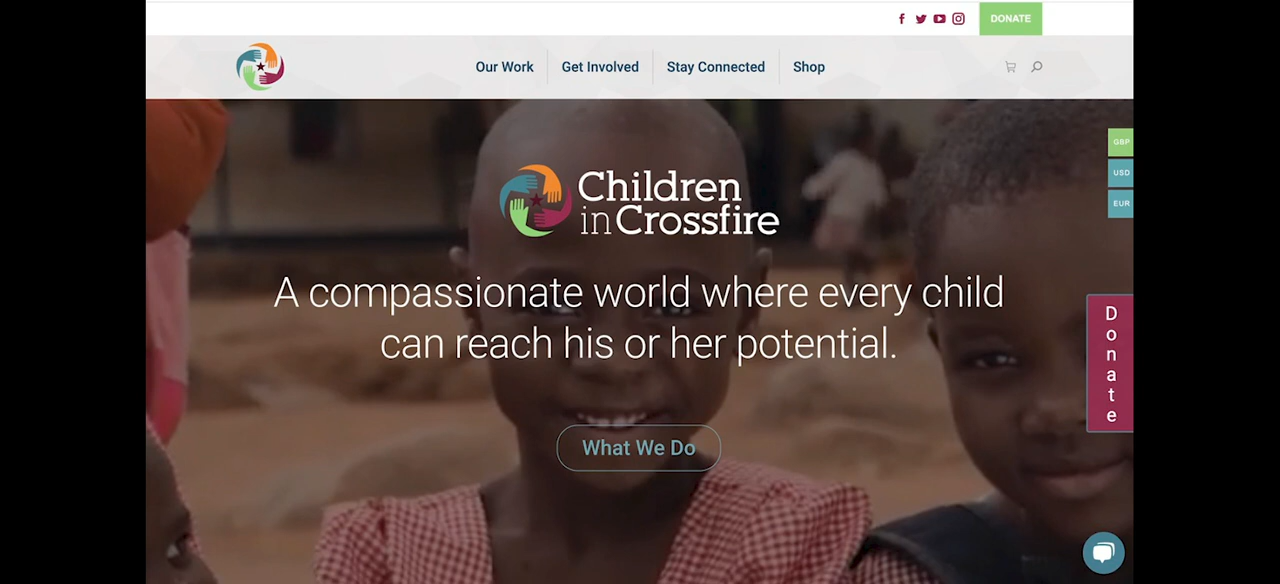 DONATE
Our Work
Get Involved
Stay Connected
Shop
GBP
USD
EUR
Children
in Crossfire
A compassionate world where every child
can reach his or her potential.
Donate
What We Do